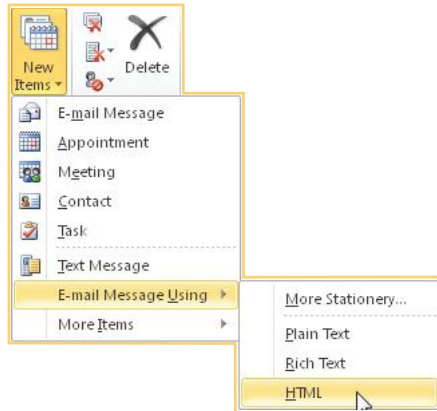 New
Items
Delete
E-mail Message
Appointment
Meeting
Contact
Task
Text Message
E-mail Message Using
More Items
More Stationery...
Plain Text
Rich Text
HTML